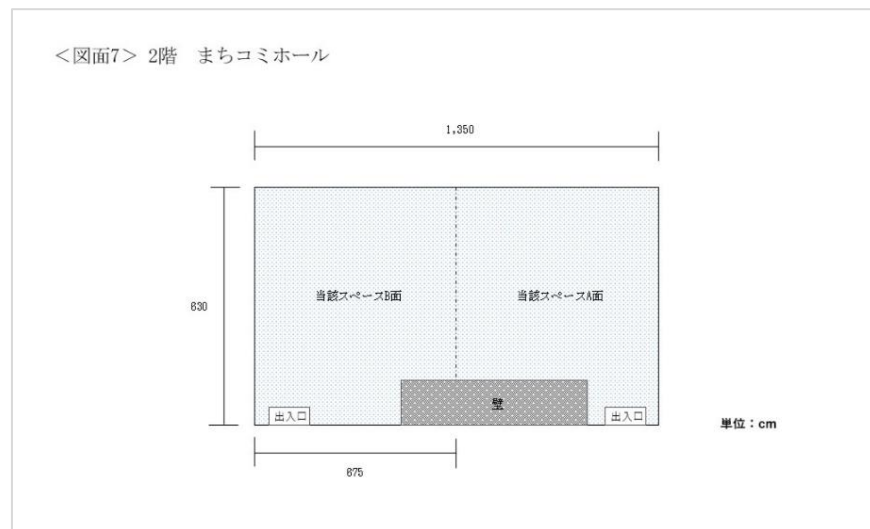 ＜図面7＞ 2階　まちコミホール
1,350
630
当該スペースB面
当該スペースA面
壁
出入口
出入口
単位：cm
675